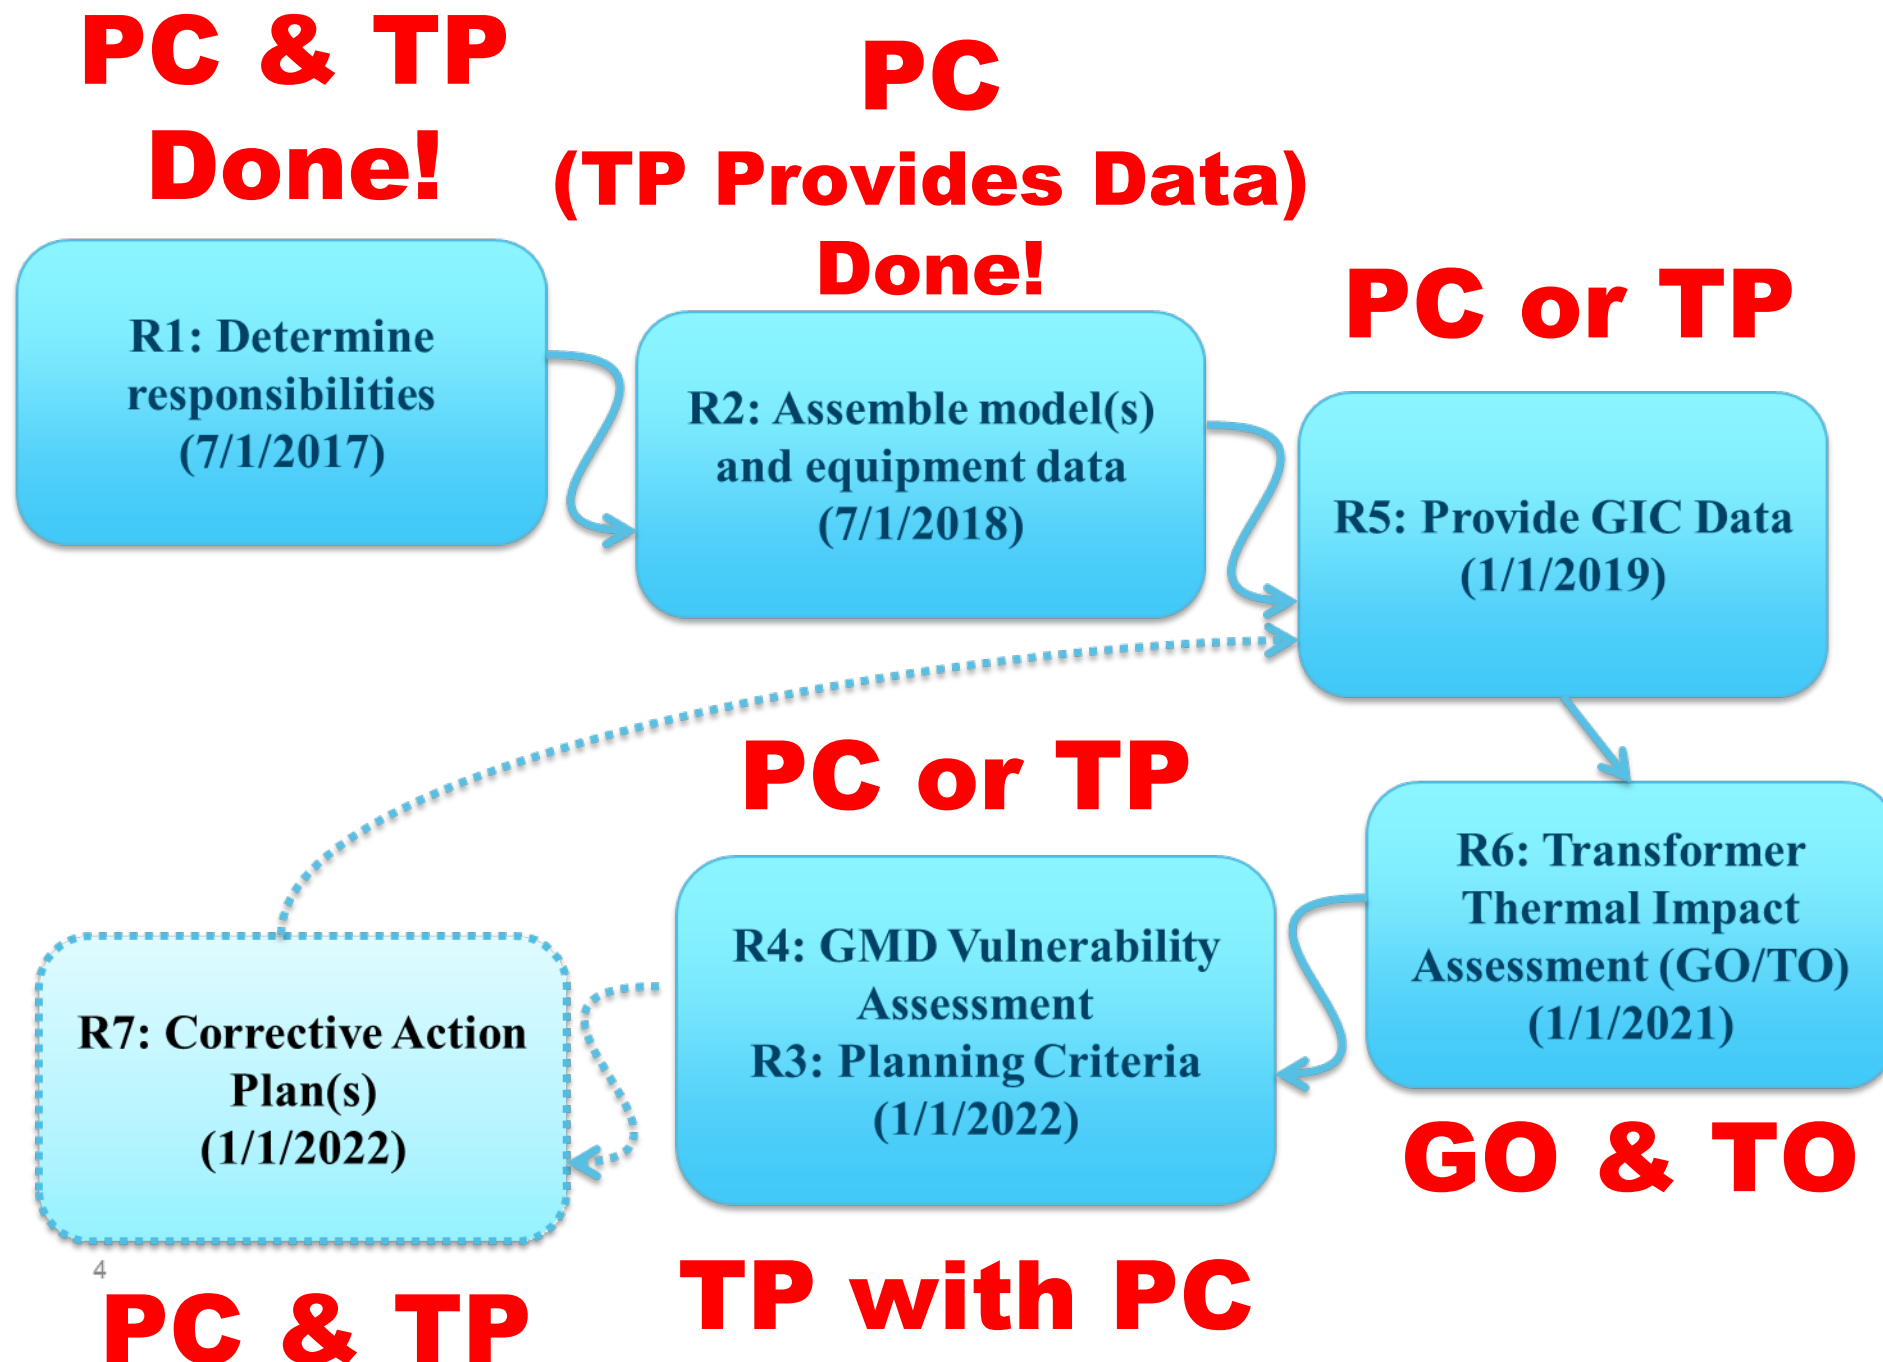 PC & TP
Done!
PC
(TP Provides Data)
Done!
PC or TP
R1: Determine
responsibilities
(7/1/2017)
R2: Assemble model(s)
and equipment data
(7/1/2018)
R5: Provide GIC Data
(1/1/2019)
PC or TP
R6: Transformer
Thermal Impact
Assessment (GO/TO)
(1/1/2021)
GO & TO
R4: GMD Vulnerability
Assessment
R3: Planning Criteria
(1/1/2022)
TP with PC
R7: Corrective Action
Plan(s)
(1/1/2022)
4
PC & TP